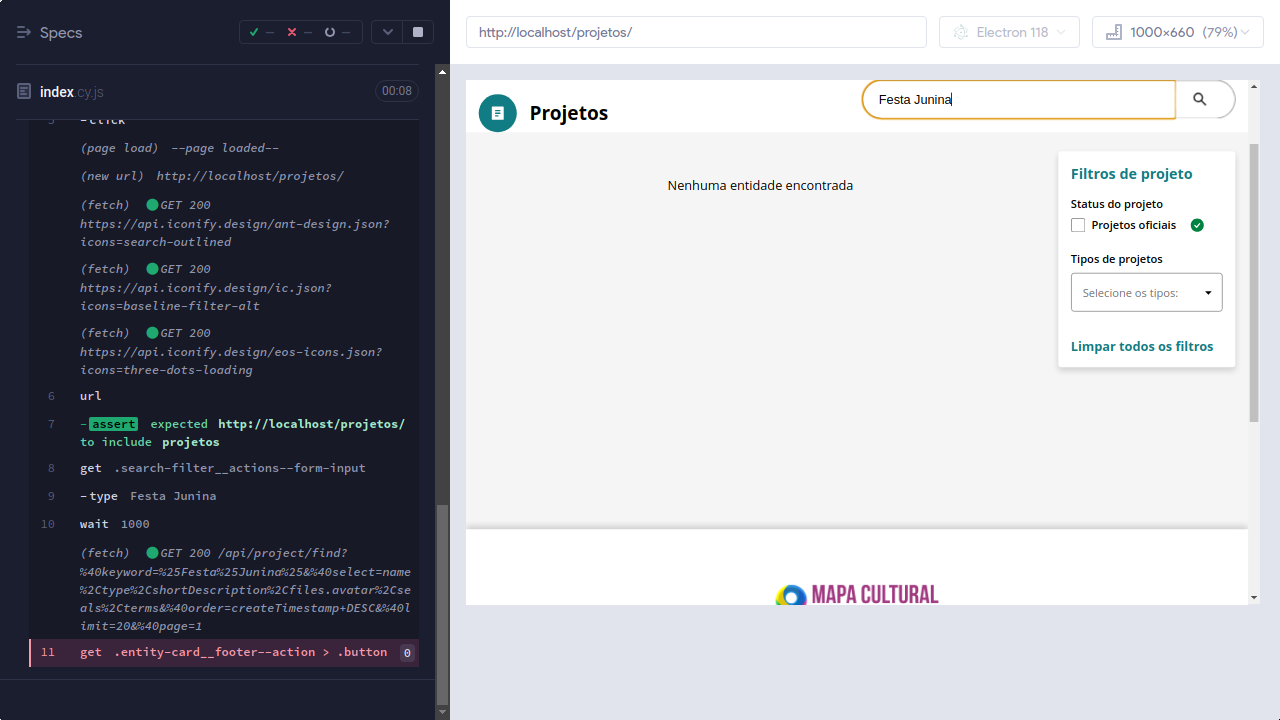 Specs
-- -- --
index.cy.js
00:08
5 -click
(page load) --page loaded--
(new url) http://localhost/projetos/
(fetch) GET 200
https://api.iconify.design/ant-design.json?
icons=search-outlined
(fetch) GET 200
https://api.iconify.design/ic.json?
icons=baseline-filter-alt
(fetch) GET 200
https://api.iconify.design/eos-icons.json?
icons=three-dots-loading
6 url
7 -assert expected http://localhost/projetos/
to include projetos
8 get .search-filter__actions--form-input
9 -type Festa Junina
10 wait 1000
(fetch) GET 200 /api/project/find?
%40keyword=%25Festa%25Junina%25&%40select=name
%2Ctype%2CshortDescription%2Cfiles.avatar%2Cse
als%2Cterms&%40order=createTimestamp+DESC&%40l
imit=20&%40page=1
11 get .entity-card__footer--action > .button 0
http://localhost/projetos/
Electron 118
1000×660 (79%)
Projetos
Festa Junina
Nenhuma entidade encontrada
Filtros de projeto
Status do projeto
Projetos oficiais
Tipos de projetos
Selecione os tipos:
Limpar todos os filtros
MAPA CULTURAL